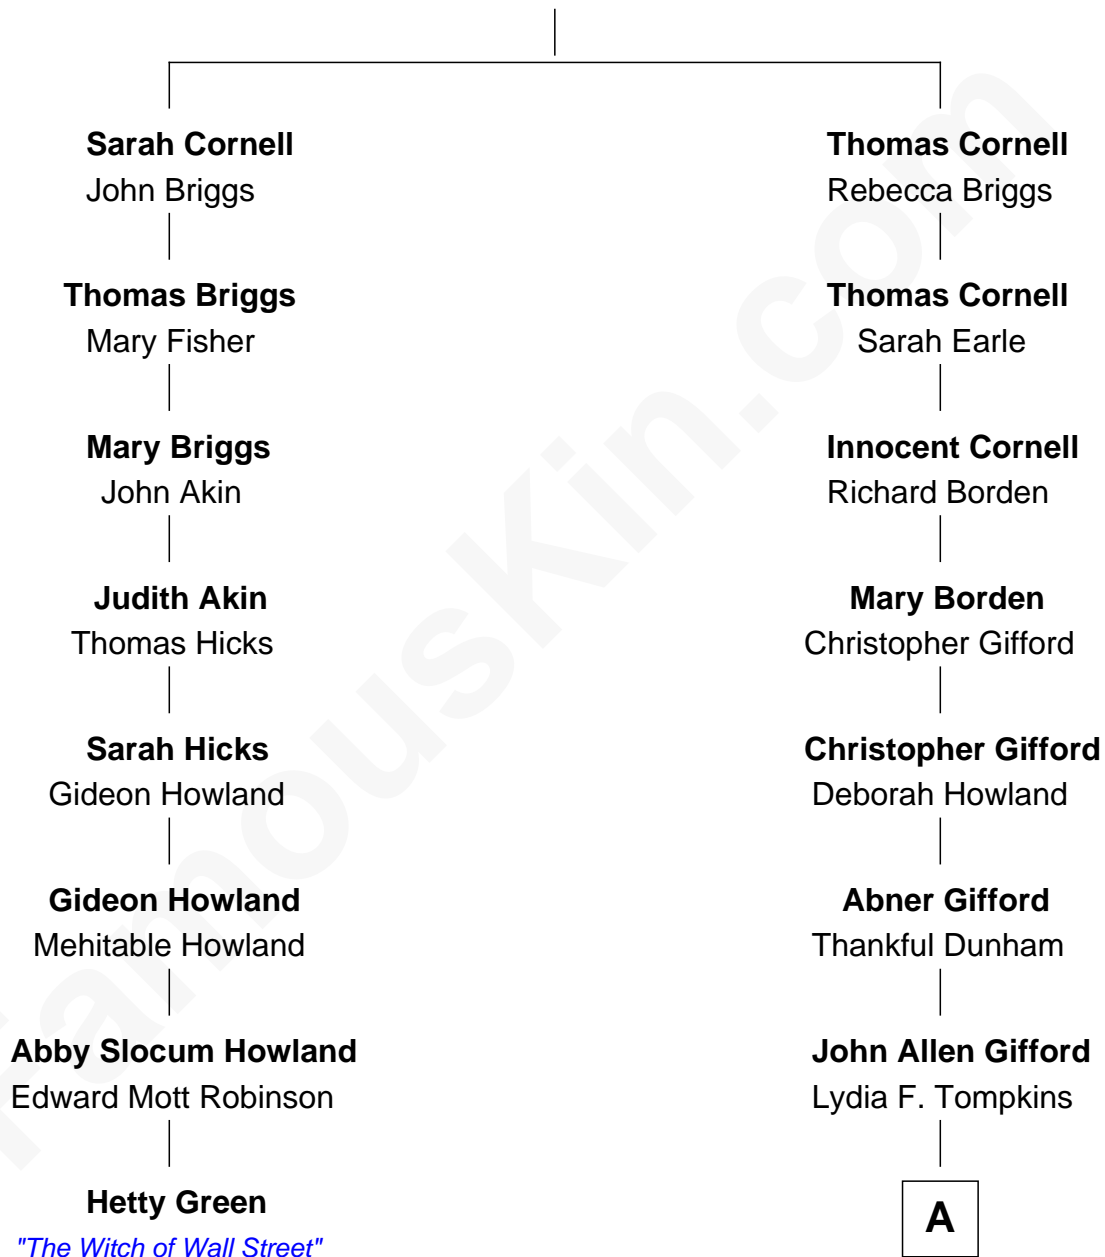 Sarah Cornell
John Briggs
Thomas Briggs
Mary Fisher
Mary Briggs
John Akin
Judith Akin
Thomas Hicks
Sarah Hicks
Gideon Howland
Gideon Howland
Mehitable Howland
Abby Slocum Howland
Edward Mott Robinson
Hetty Green
"The Witch of Wall Street"
Thomas Cornell
Rebecca Briggs
Thomas Cornell
Sarah Earle
Innocent Cornell
Richard Borden
Mary Borden
Christopher Gifford
Christopher Gifford
Deborah Howland
Abner Gifford
Thankful Dunham
John Allen Gifford
Lydia F. Tompkins
A
FamousKin.com